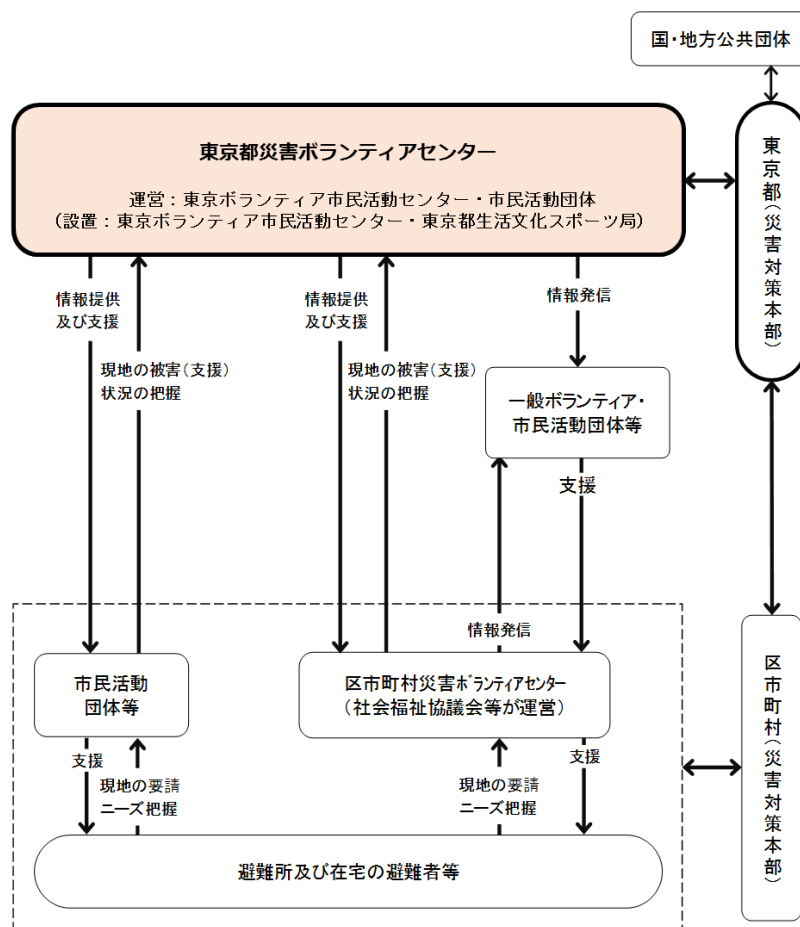 国・地方公共団体
東京都災害ボランティアセンター
運営：東京ボランティア市民活動センター・市民活動団体
（設置：東京ボランティア市民活動センター・東京都生活文化スポーツ局）
東京都（災害対策本部）
情報提供
及び支援
現地の被害（支援）
状況の把握
情報提供
及び支援
現地の被害（支援）
状況の把握
情報発信
一般ボランティア・
市民活動団体等
支援
情報発信
市民活動
団体等
区市町村災害ボランティアセンター
（社会福祉協議会等が運営）
区市町村（災害対策本部）
支援
現地の要請
ニーズ把握
現地の要請
ニーズ把握
支援
避難所及び在宅の避難者等